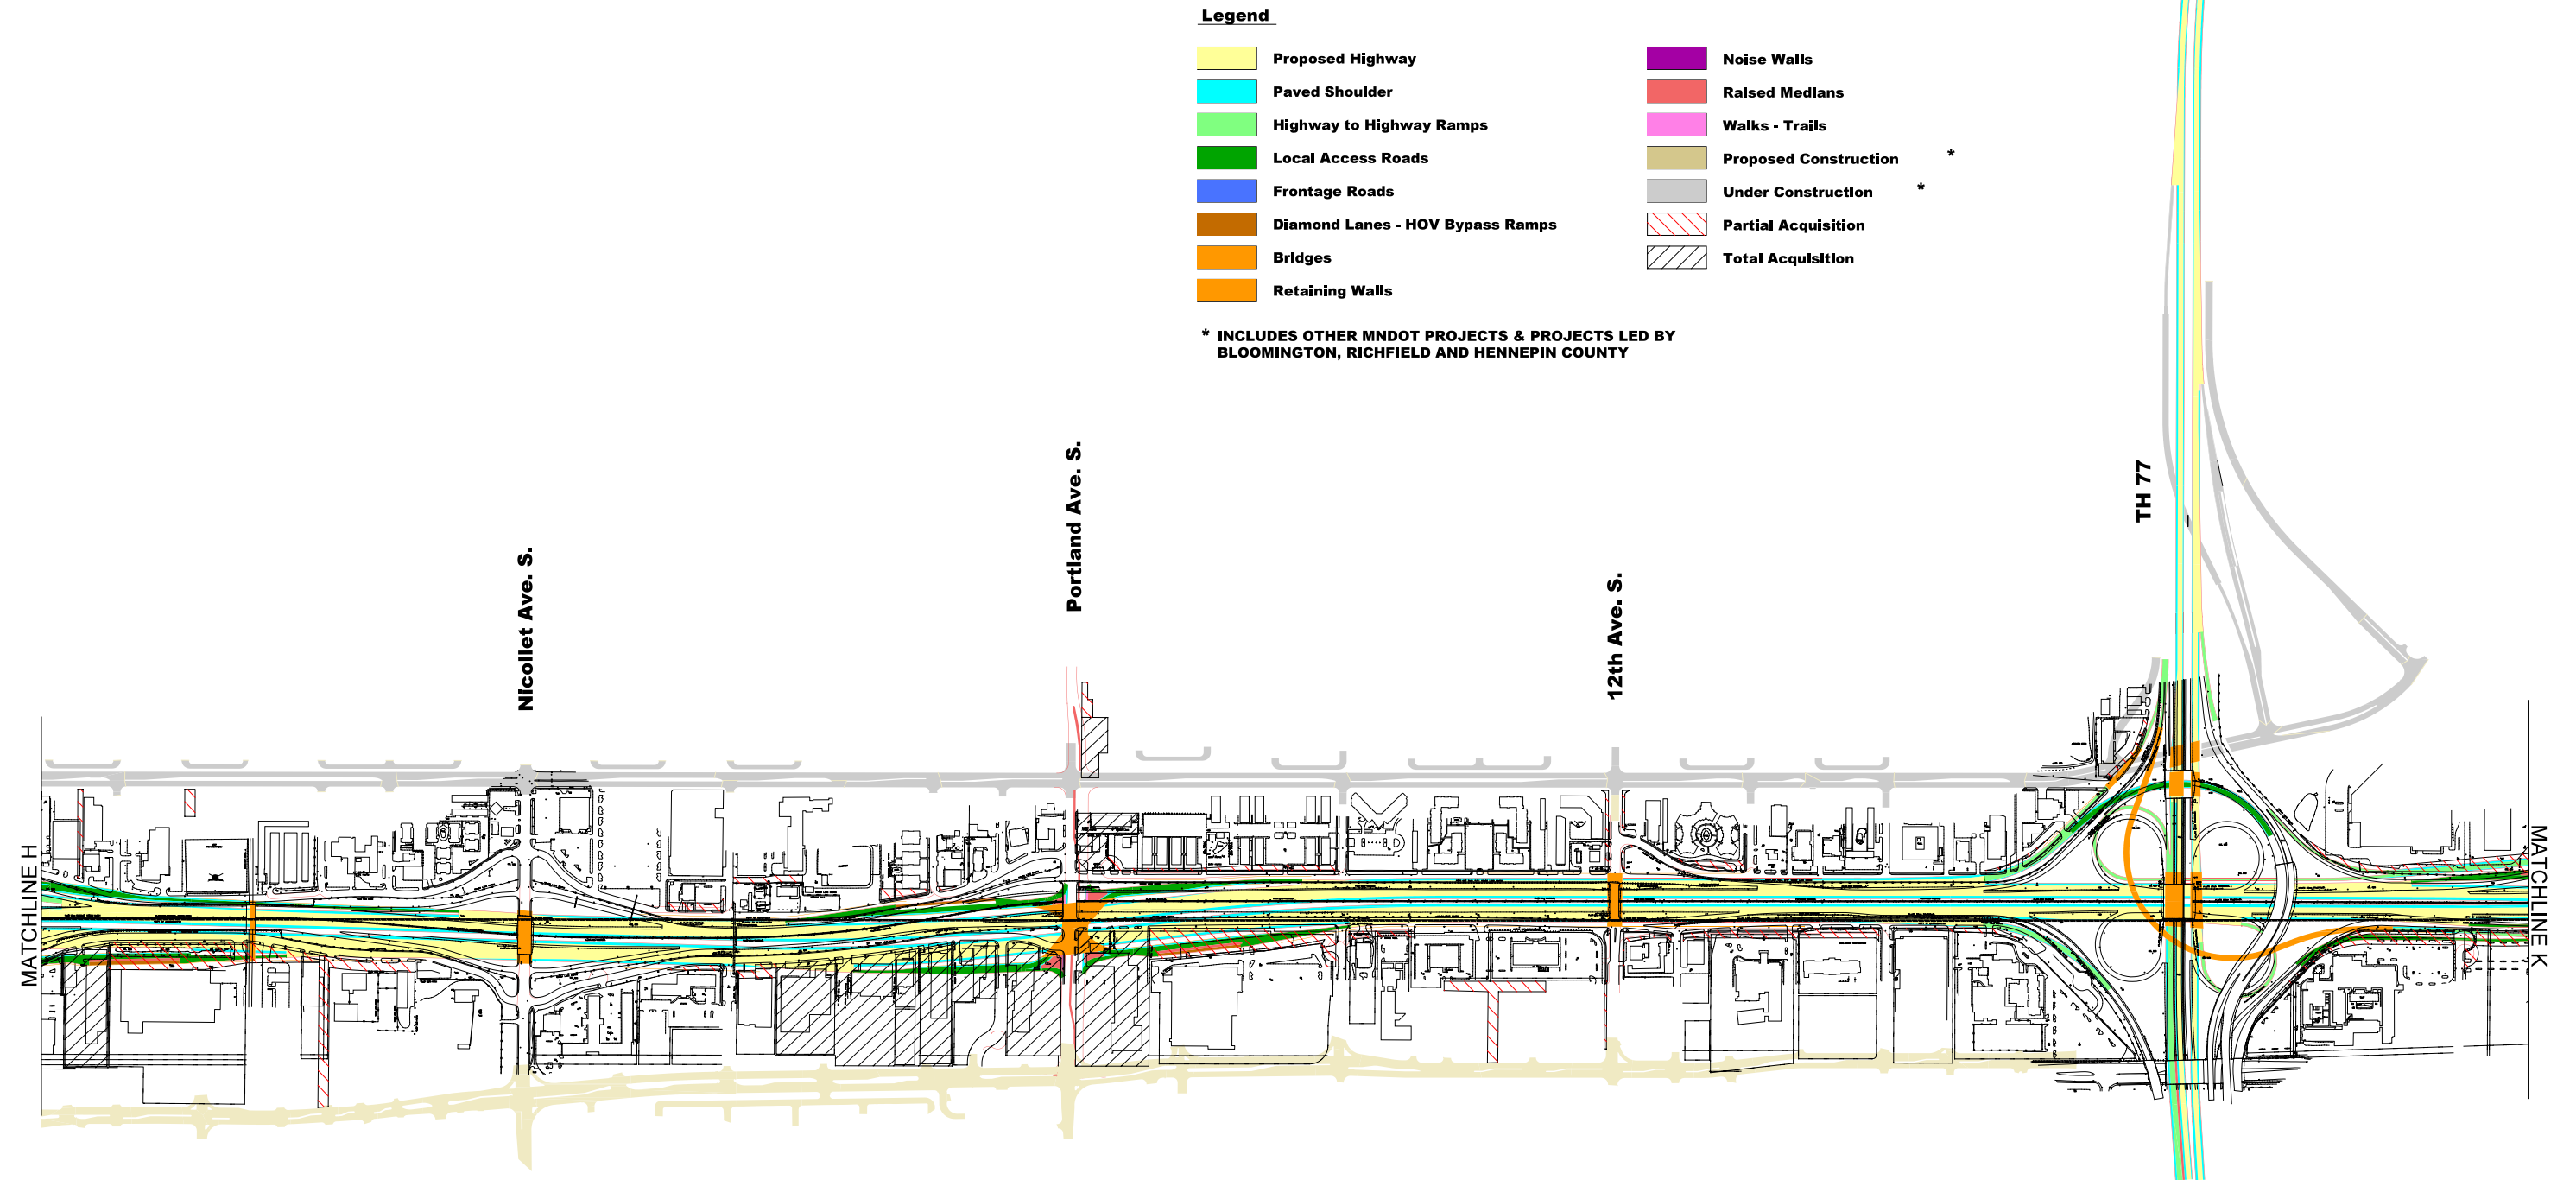 Legend
Proposed Highway
Paved Shoulder
Highway to Highway Ramps
Local Access Roads
Frontage Roads
Diamond Lanes - HOV Bypass Ramps
Bridges
Retaining Walls
Noise Walls
Raised Medians
Walks - Trails
Proposed Construction *
Under Construction *
Partial Acquisition
Total Acquisition
* INCLUDES OTHER MNDOT PROJECTS & PROJECTS LED BY
BLOOMINGTON, RICHFIELD AND HENNEPIN COUNTY
MATCHLINE H
Nicollet Ave. S.
Portland Ave. S.
12th Ave. S.
TH 77
MATCHLINE K